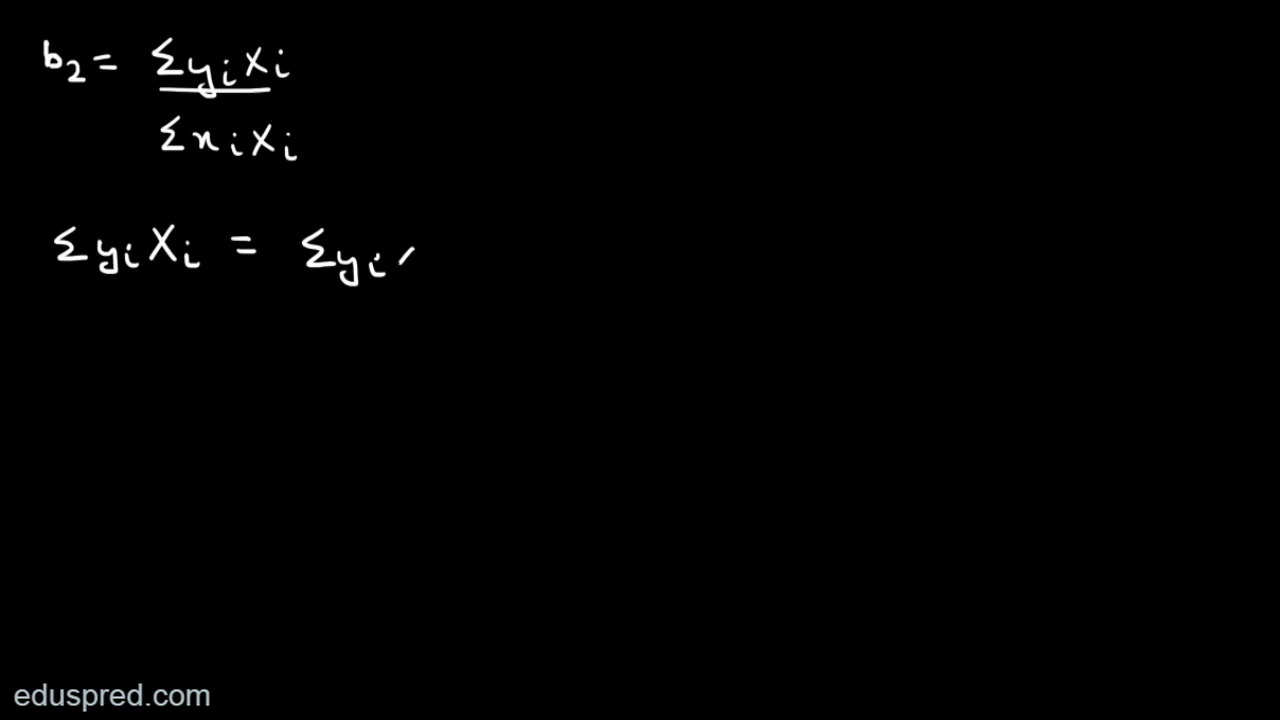 b₂ = Σyᵢxᵢ
Σxᵢxᵢ
Σyᵢxᵢ = Σyᵢ
eduspred.com